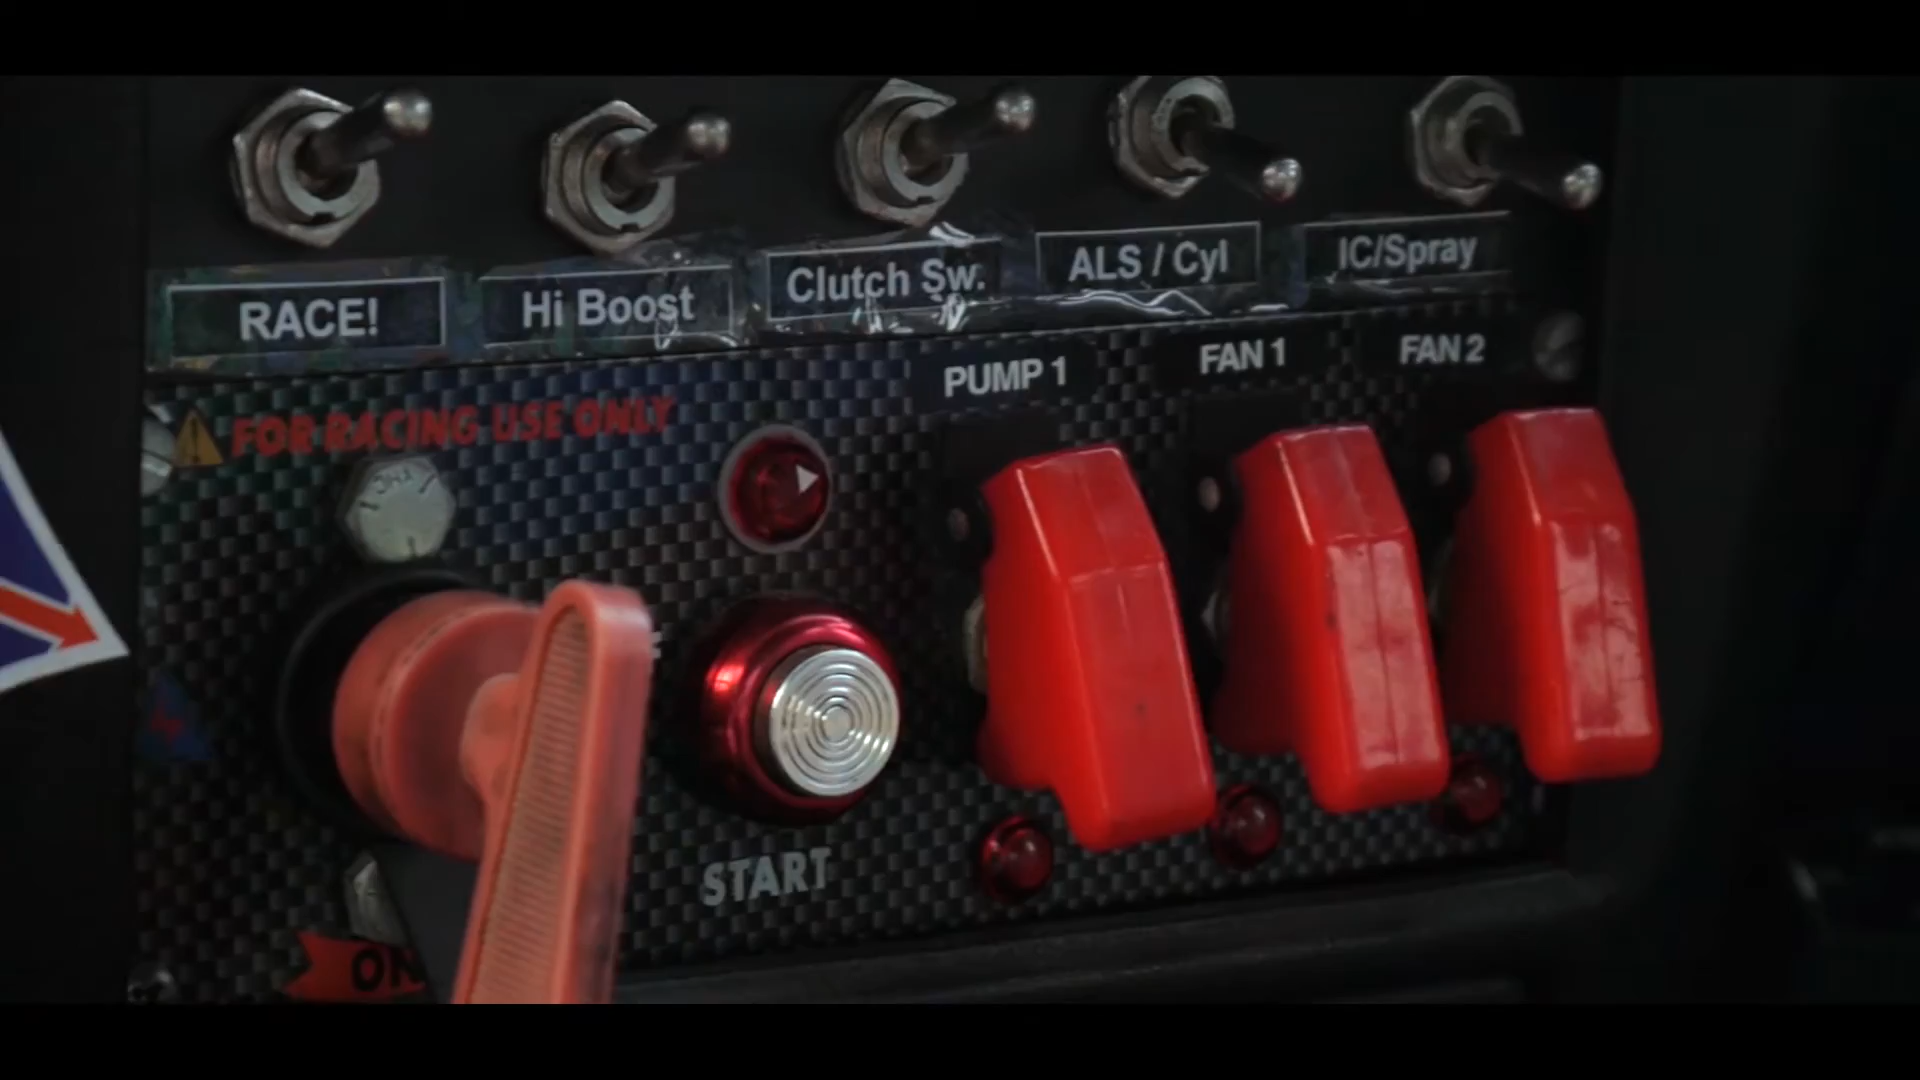 RACE!
Hi Boost
Clutch Sw.
ALS / Cyl
IC/Spray
PUMP 1
FAN 1
FAN 2
FOR RACING USE ONLY
START
ON